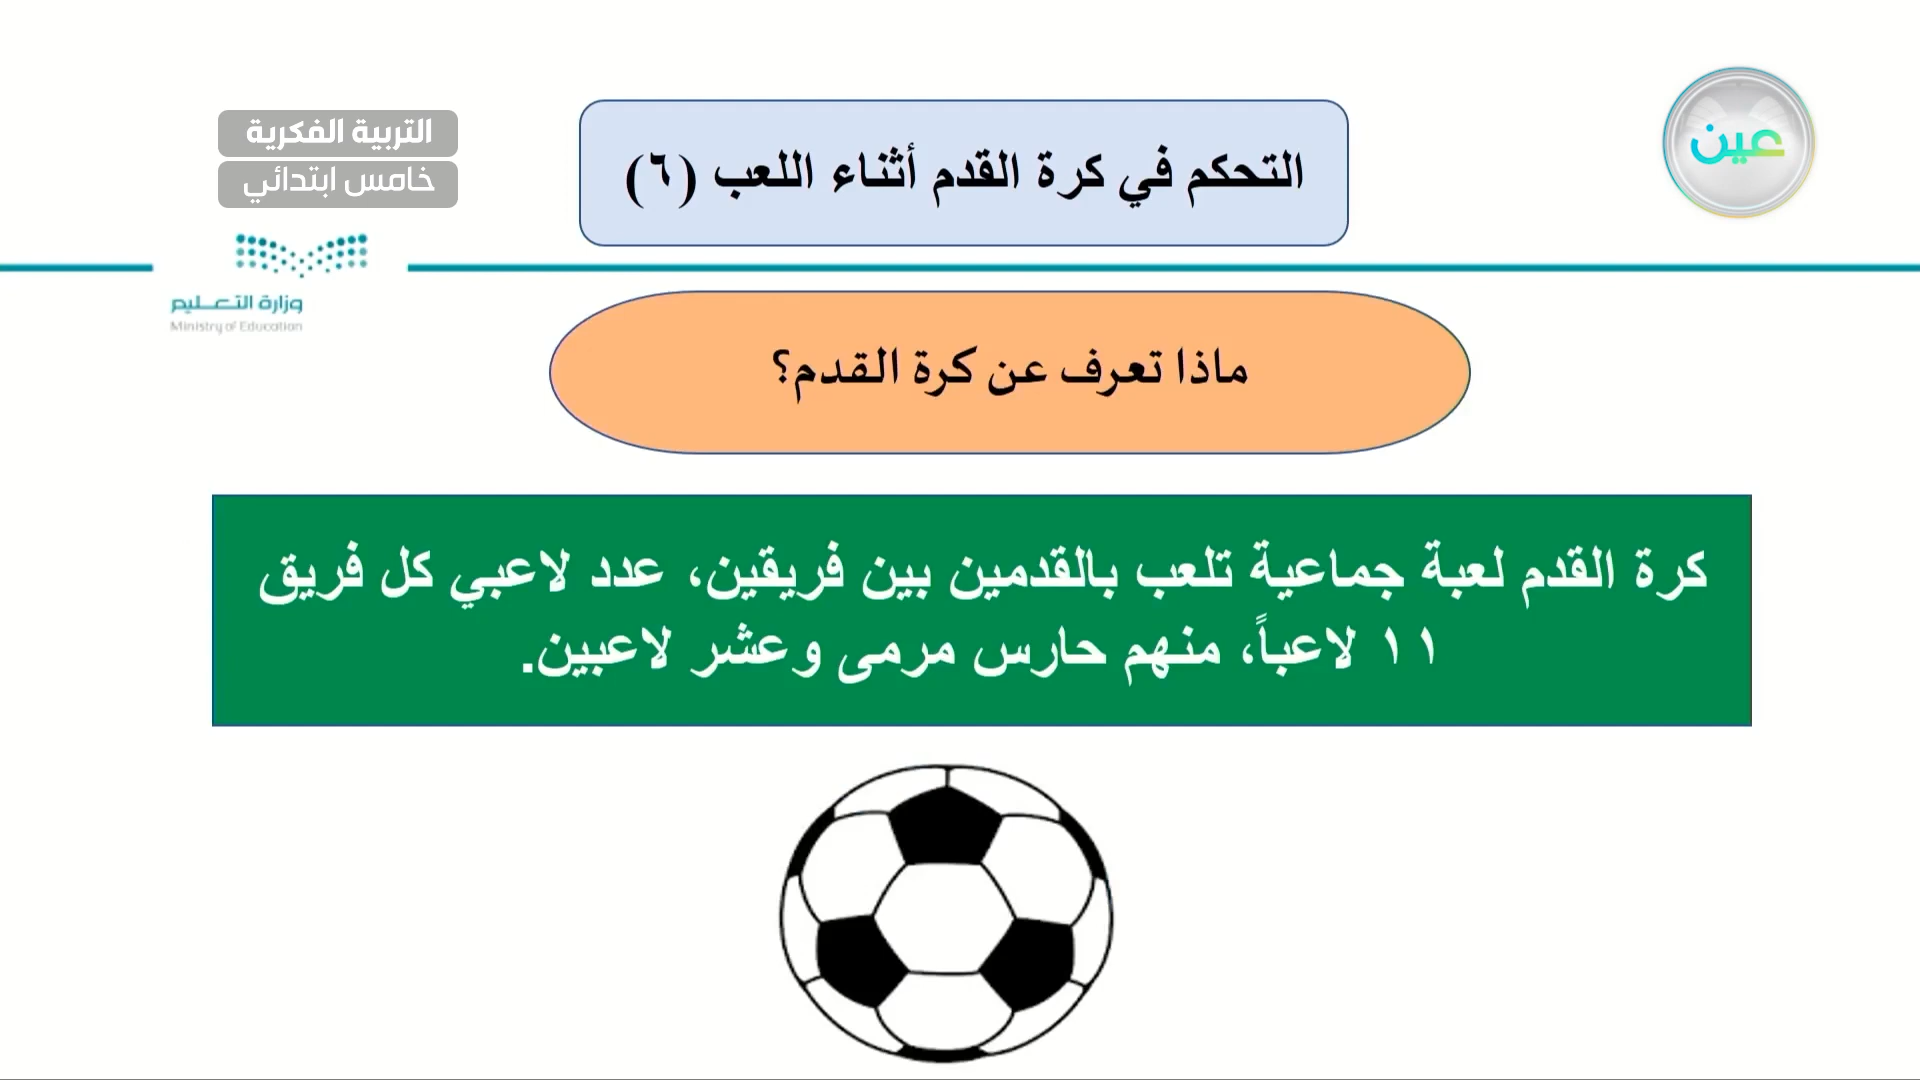 عين
التحكم في كرة القدم أثناء اللعب (٦)
التربية الفكرية
خامس ابتدائي
وزارة التعـــليم
Ministry of Education
ماذا تعرف عن كرة القدم؟
كرة القدم لعبة جماعية تلعب بالقدمين بين فريقين، عدد لاعبي كل فريق
١١ لاعباً، منهم حارس مرمى وعشر لاعبين.